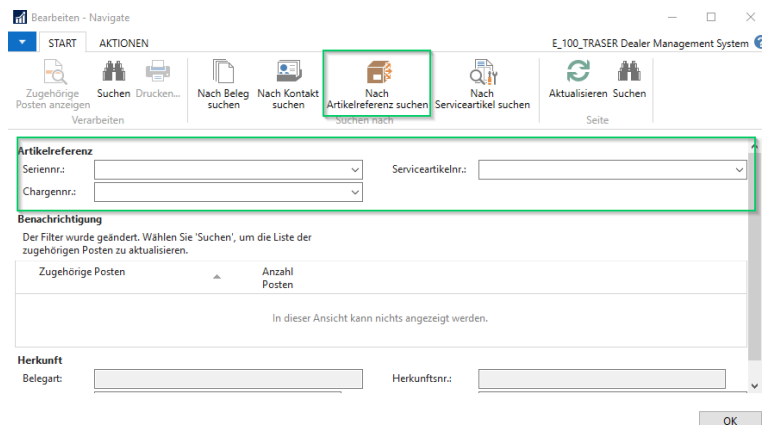 Bearbeiten - Navigate
START AKTIONEN E_100_TRASER Dealer Management System
Zugehörige Posten anzeigen
Suchen
Drucken...
Nach Beleg suchen
Nach Kontakt suchen
Nach Artikelreferenz suchen
Nach Serviceartikel suchen
Aktualisieren
Suchen
Verarbeiten Suchen nach Seite
Artikelreferenz
Seriennr.: Serviceartikelnr.:
Chargennr.:
Benachrichtigung
Der Filter wurde geändert. Wählen Sie 'Suchen', um die Liste der
zugehörigen Posten zu aktualisieren.
Zugehörige Posten Anzahl
Posten
In dieser Ansicht kann nichts angezeigt werden.
Herkunft
Belegart: Herkunftsnr.:
OK